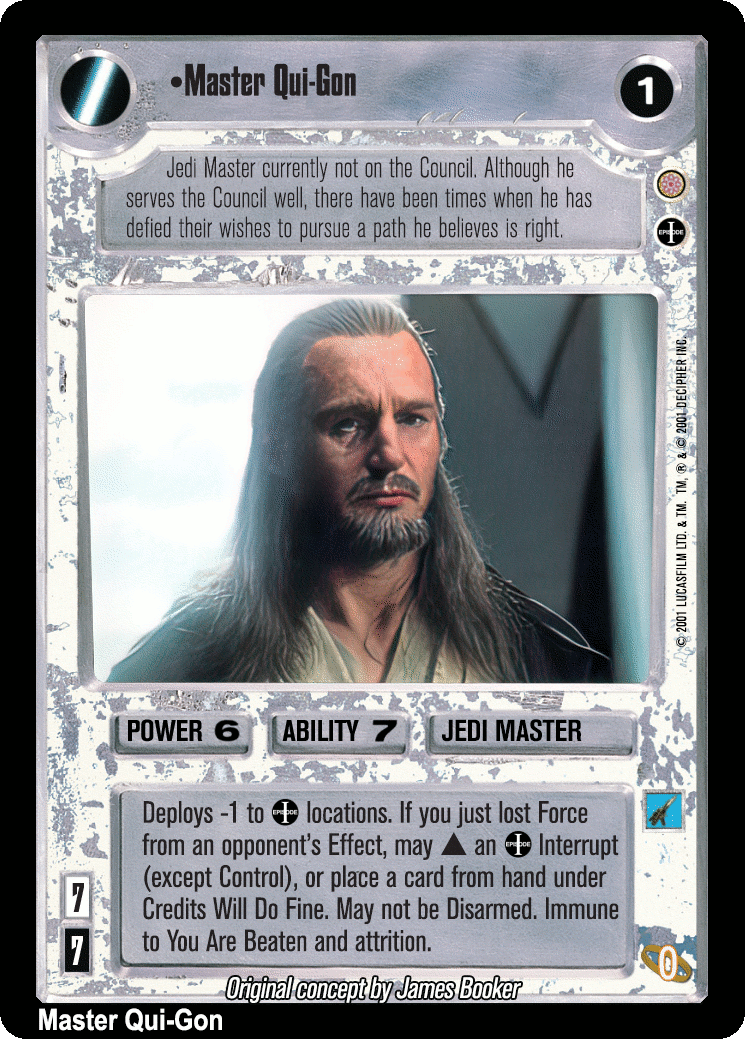 •Master Qui-Gon
1
Jedi Master currently not on the Council. Although he
serves the Council well, there have been times when he has
defied their wishes to pursue a path he believes is right.
EPISODE I
© 2001 LUCASFILM LTD. & TM. TM, ® & © 2001 DECIPHER INC.
POWER 6 ABILITY 7 JEDI MASTER
Deploys -1 to EPISODE I locations. If you just lost Force
from an opponent's Effect, may ▲ an EPISODE I Interrupt
(except Control), or place a card from hand under
Credits Will Do Fine. May not be Disarmed. Immune
to You Are Beaten and attrition.
7
7
0
Original concept by James Booker
Master Qui-Gon